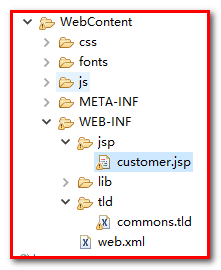 WebContent
css
fonts
js
META-INF
WEB-INF
jsp
customer.jsp
lib
tld
commons.tld
web.xml